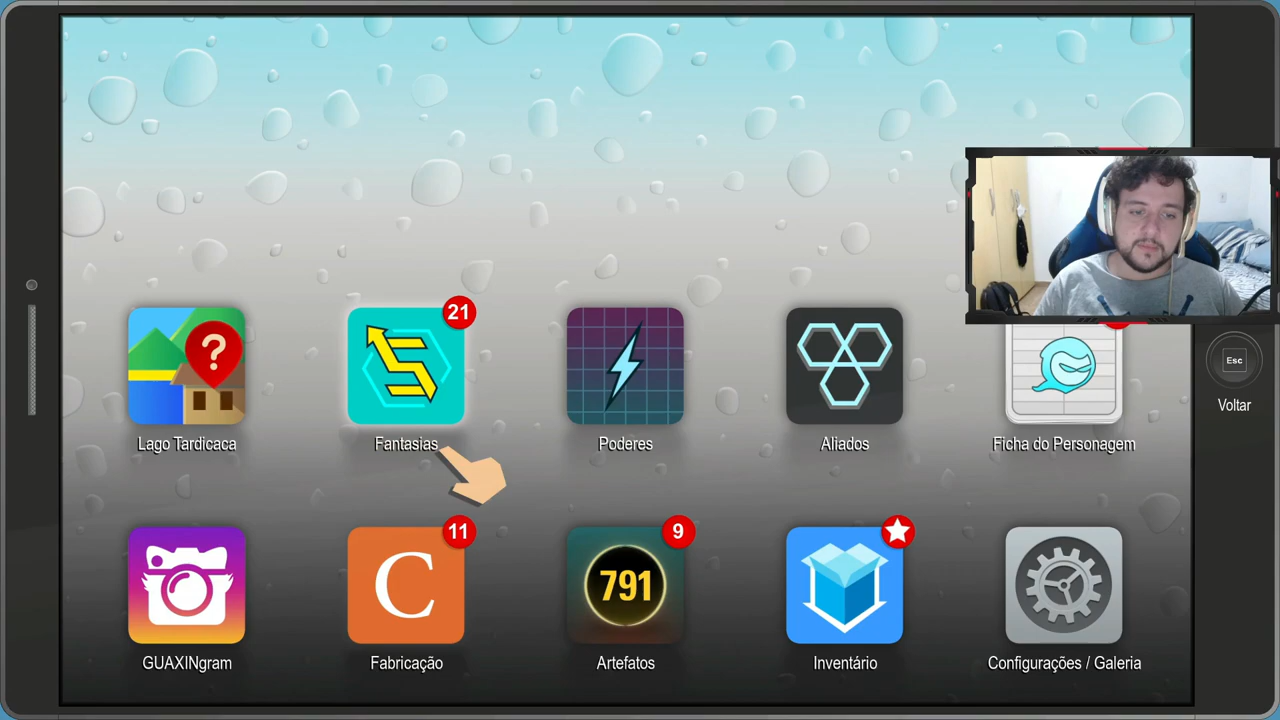 ?
21
Esc
Voltar
Lago Tardicaca
Fantasias
Poderes
Aliados
Ficha do Personagem
11
9
C
791
GUAXINgram
Fabricação
Artefatos
Inventário
Configurações / Galeria